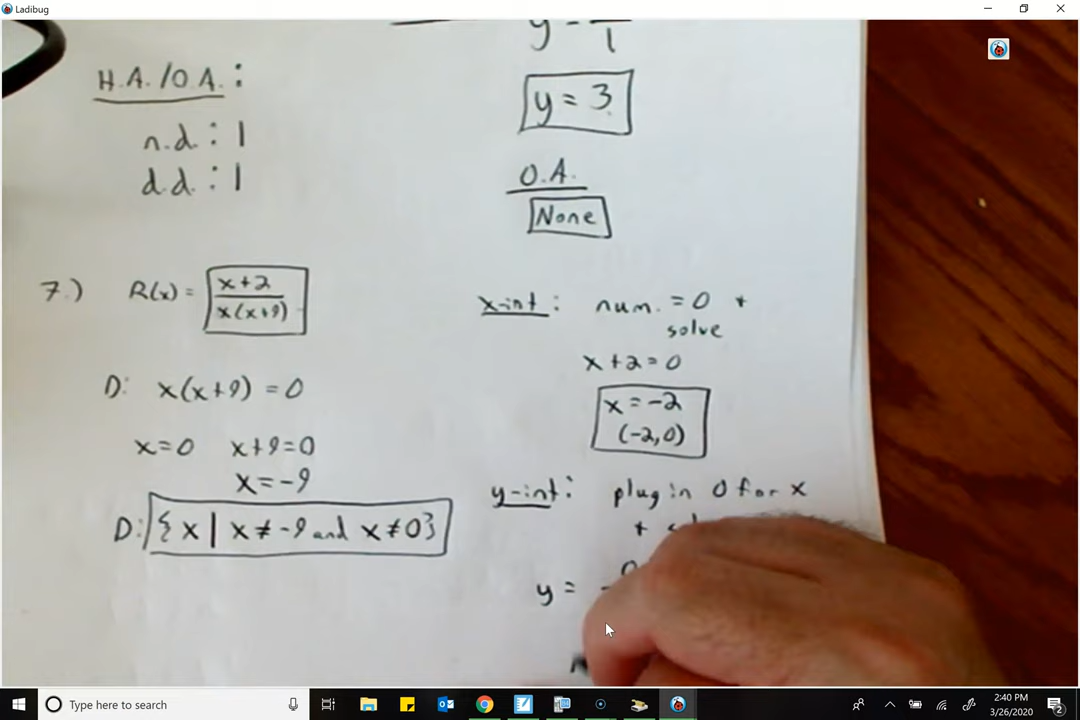 Ladibug
H.A./O.A.:
n.d.: 1
d.d.: 1
1
y = 3
O.A.
None
7.) R(x) = x+2
x(x+9)
D: x(x+9) = 0
x=0 x+9=0
x=-9
D: {x | x≠-9 and x≠0}
x-int: num. = 0 +
solve
x+2=0
x=-2
(-2,0)
y-int: plug in 0 for x
+
y =
Type here to search
2:40 PM
3/26/2020
2